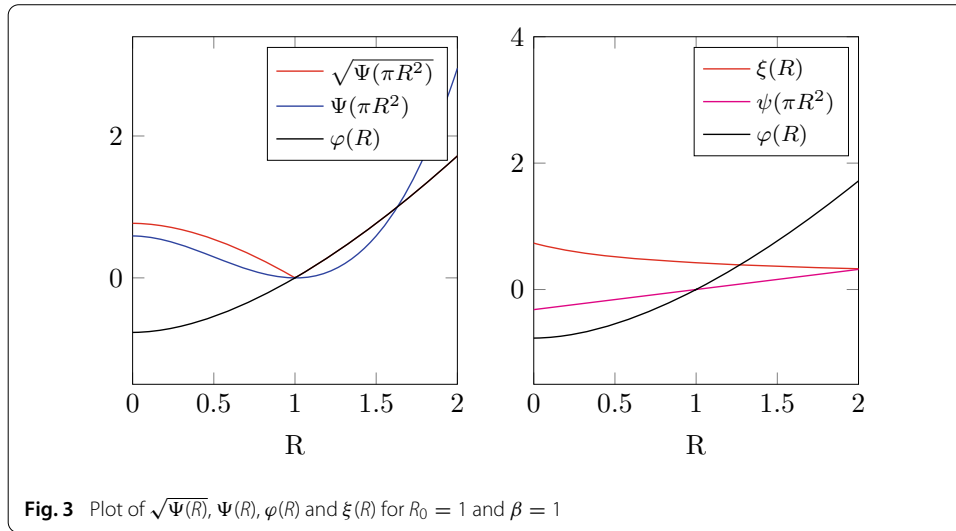 2
0
0
0.5
1
1.5
2
R
√Ψ(πR²)
Ψ(πR²)
φ(R)
4
2
0
0
0.5
1
1.5
2
R
ξ(R)
ψ(πR²)
φ(R)
Fig. 3 Plot of √Ψ(R), Ψ(R), φ(R) and ξ(R) for R₀ = 1 and β = 1